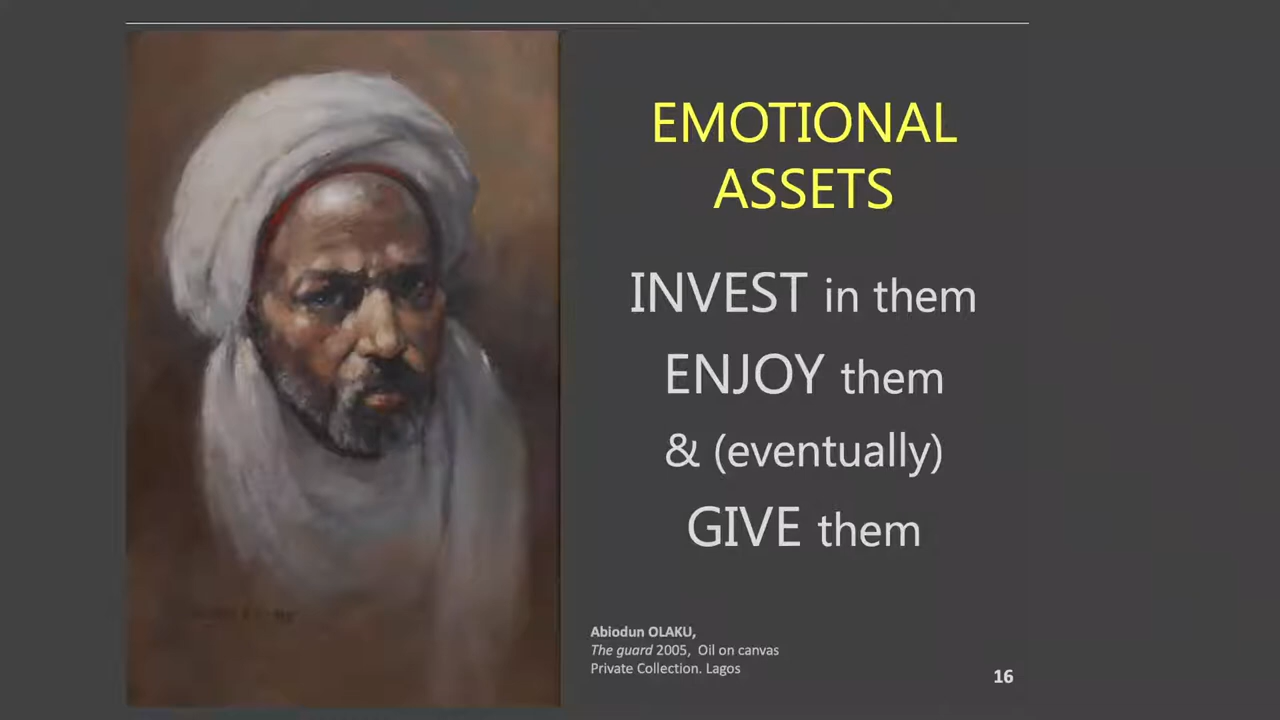 EMOTIONAL
ASSETS
INVEST in them
ENJOY them
& (eventually)
GIVE them
Abiodun OLAKU,
The guard 2005, Oil on canvas
Private Collection. Lagos
16